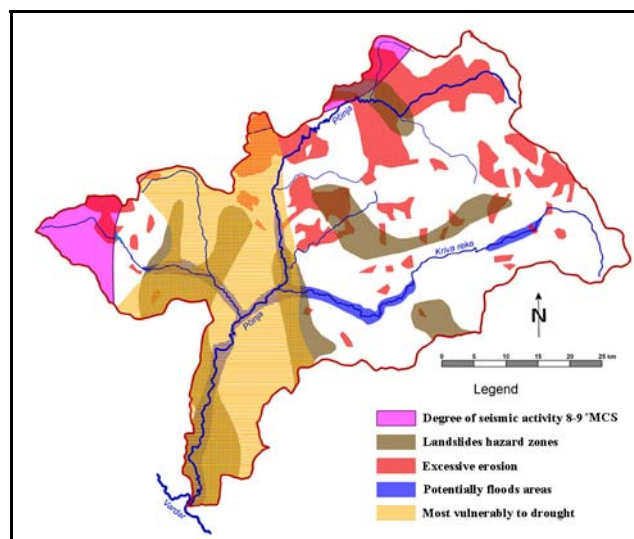 Pčinja
Kriva reka
Pčinja
Vardar
N
0 5 10 15 20 25 km
Legend
Degree of seismic activity 8-9 °MCS
Landslides hazard zones
Excessive erosion
Potentially floods areas
Most vulnerably to drought